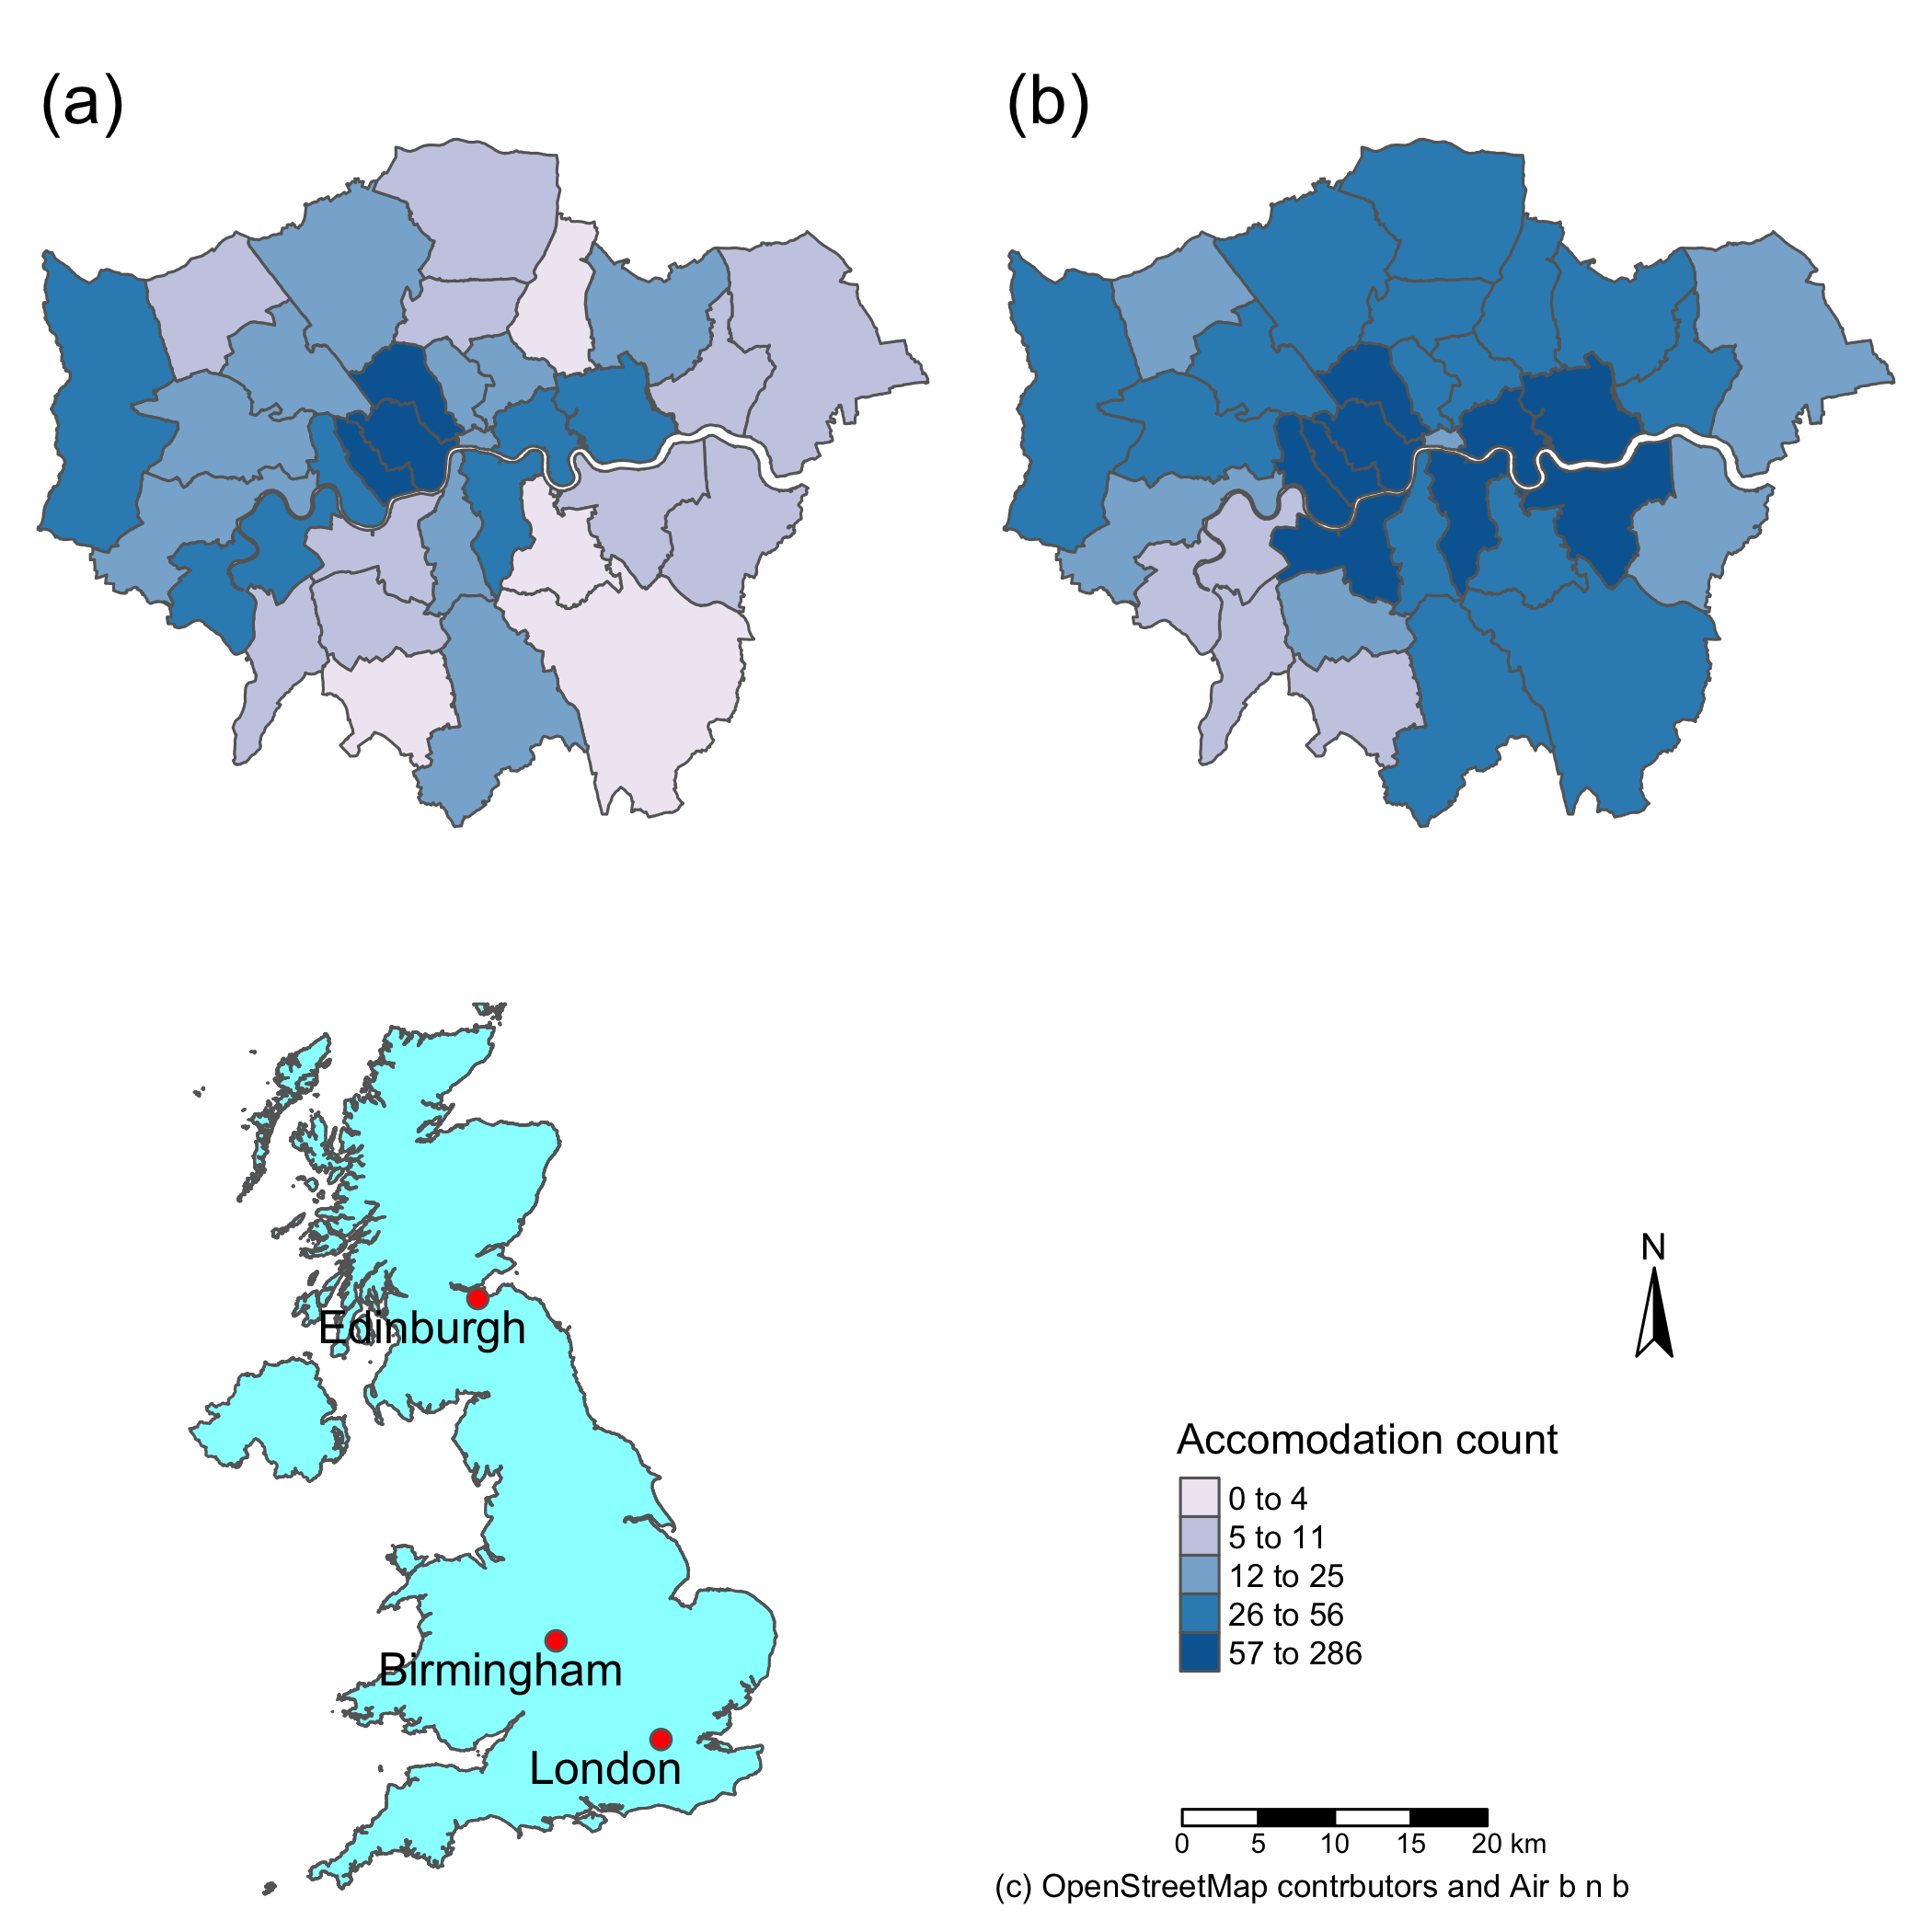 (a)
(b)
Edinburgh
Birmingham
London
N
Accomodation count
0 to 4
5 to 11
12 to 25
26 to 56
57 to 286
0 5 10 15 20 km
(c) OpenStreetMap contrbutors and Air b n b